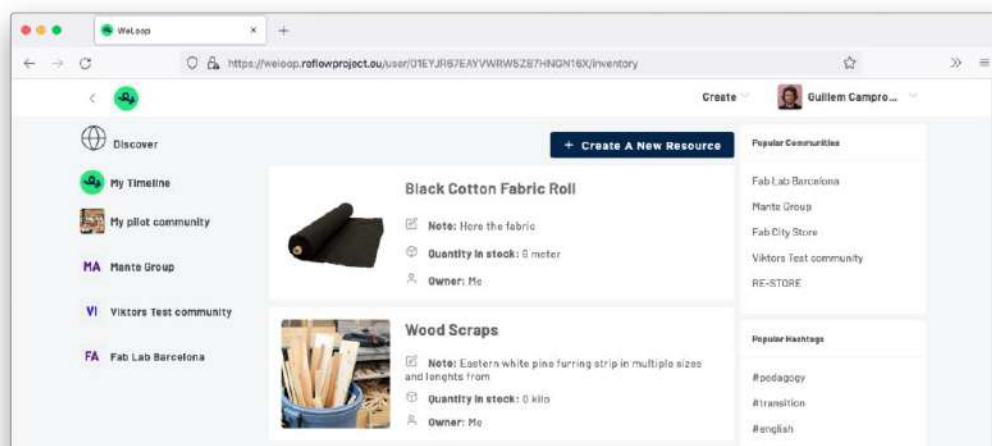 WeLoop
https://weloop.reflowproject.eu/user/01EYJR67EAYVWRW5ZB7HNGN16X/inventory
Create
Guillem Campro...
Discover
My Timeline
My pilot community
MA Mante Group
VI Viktors Test community
FA Fab Lab Barcelona
+ Create A New Resource
Black Cotton Fabric Roll
Note: Here the fabric
Quantity in stock: 0 meter
Owner: Me
Wood Scraps
Note: Eastern white pine furring strip in multiple sizes
and lenghts from
Quantity in stock: 0 kilo
Owner: Me
Popular Communities
Fab Lab Barcelona
Mante Group
Fab City Store
Viktors Test community
RE-STORE
Popular Hashtags
#pedagogy
#transition
#english